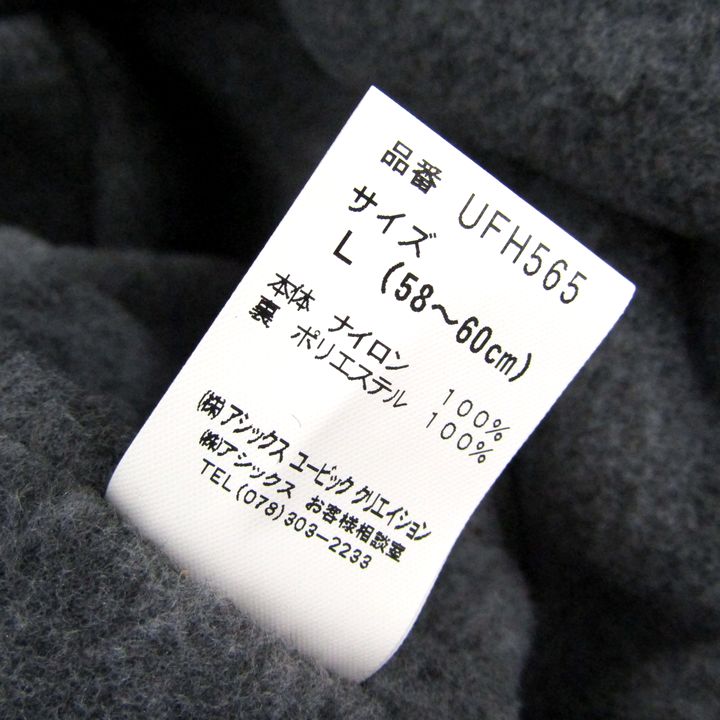 品番 UFH565
サイズ
L (58〜60cm)
本体 ナイロン 100%
裏 ポリエステル 100%
(株)アシックス ユービック クリエイション
(株)アシックス お客様相談室
TEL(078)303-2233